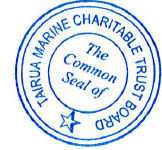 TAIRUA MARINE CHARITABLE TRUST BOARD
The
Common
Seal of